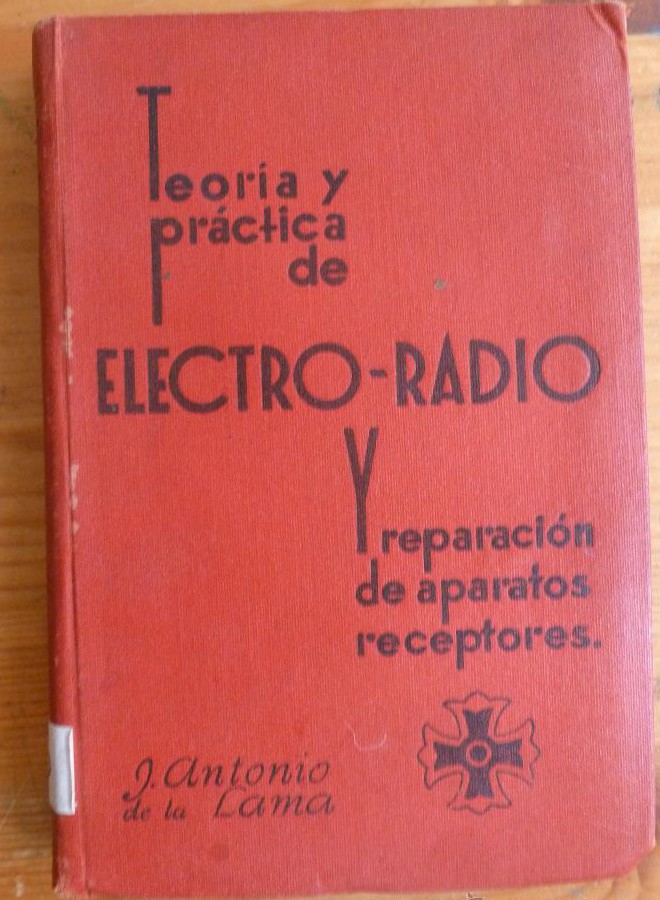 Teoría y
práctica
de
ELECTRO-RADIO
Y reparación
de aparatos
receptores.
J. Antonio
de la Lama